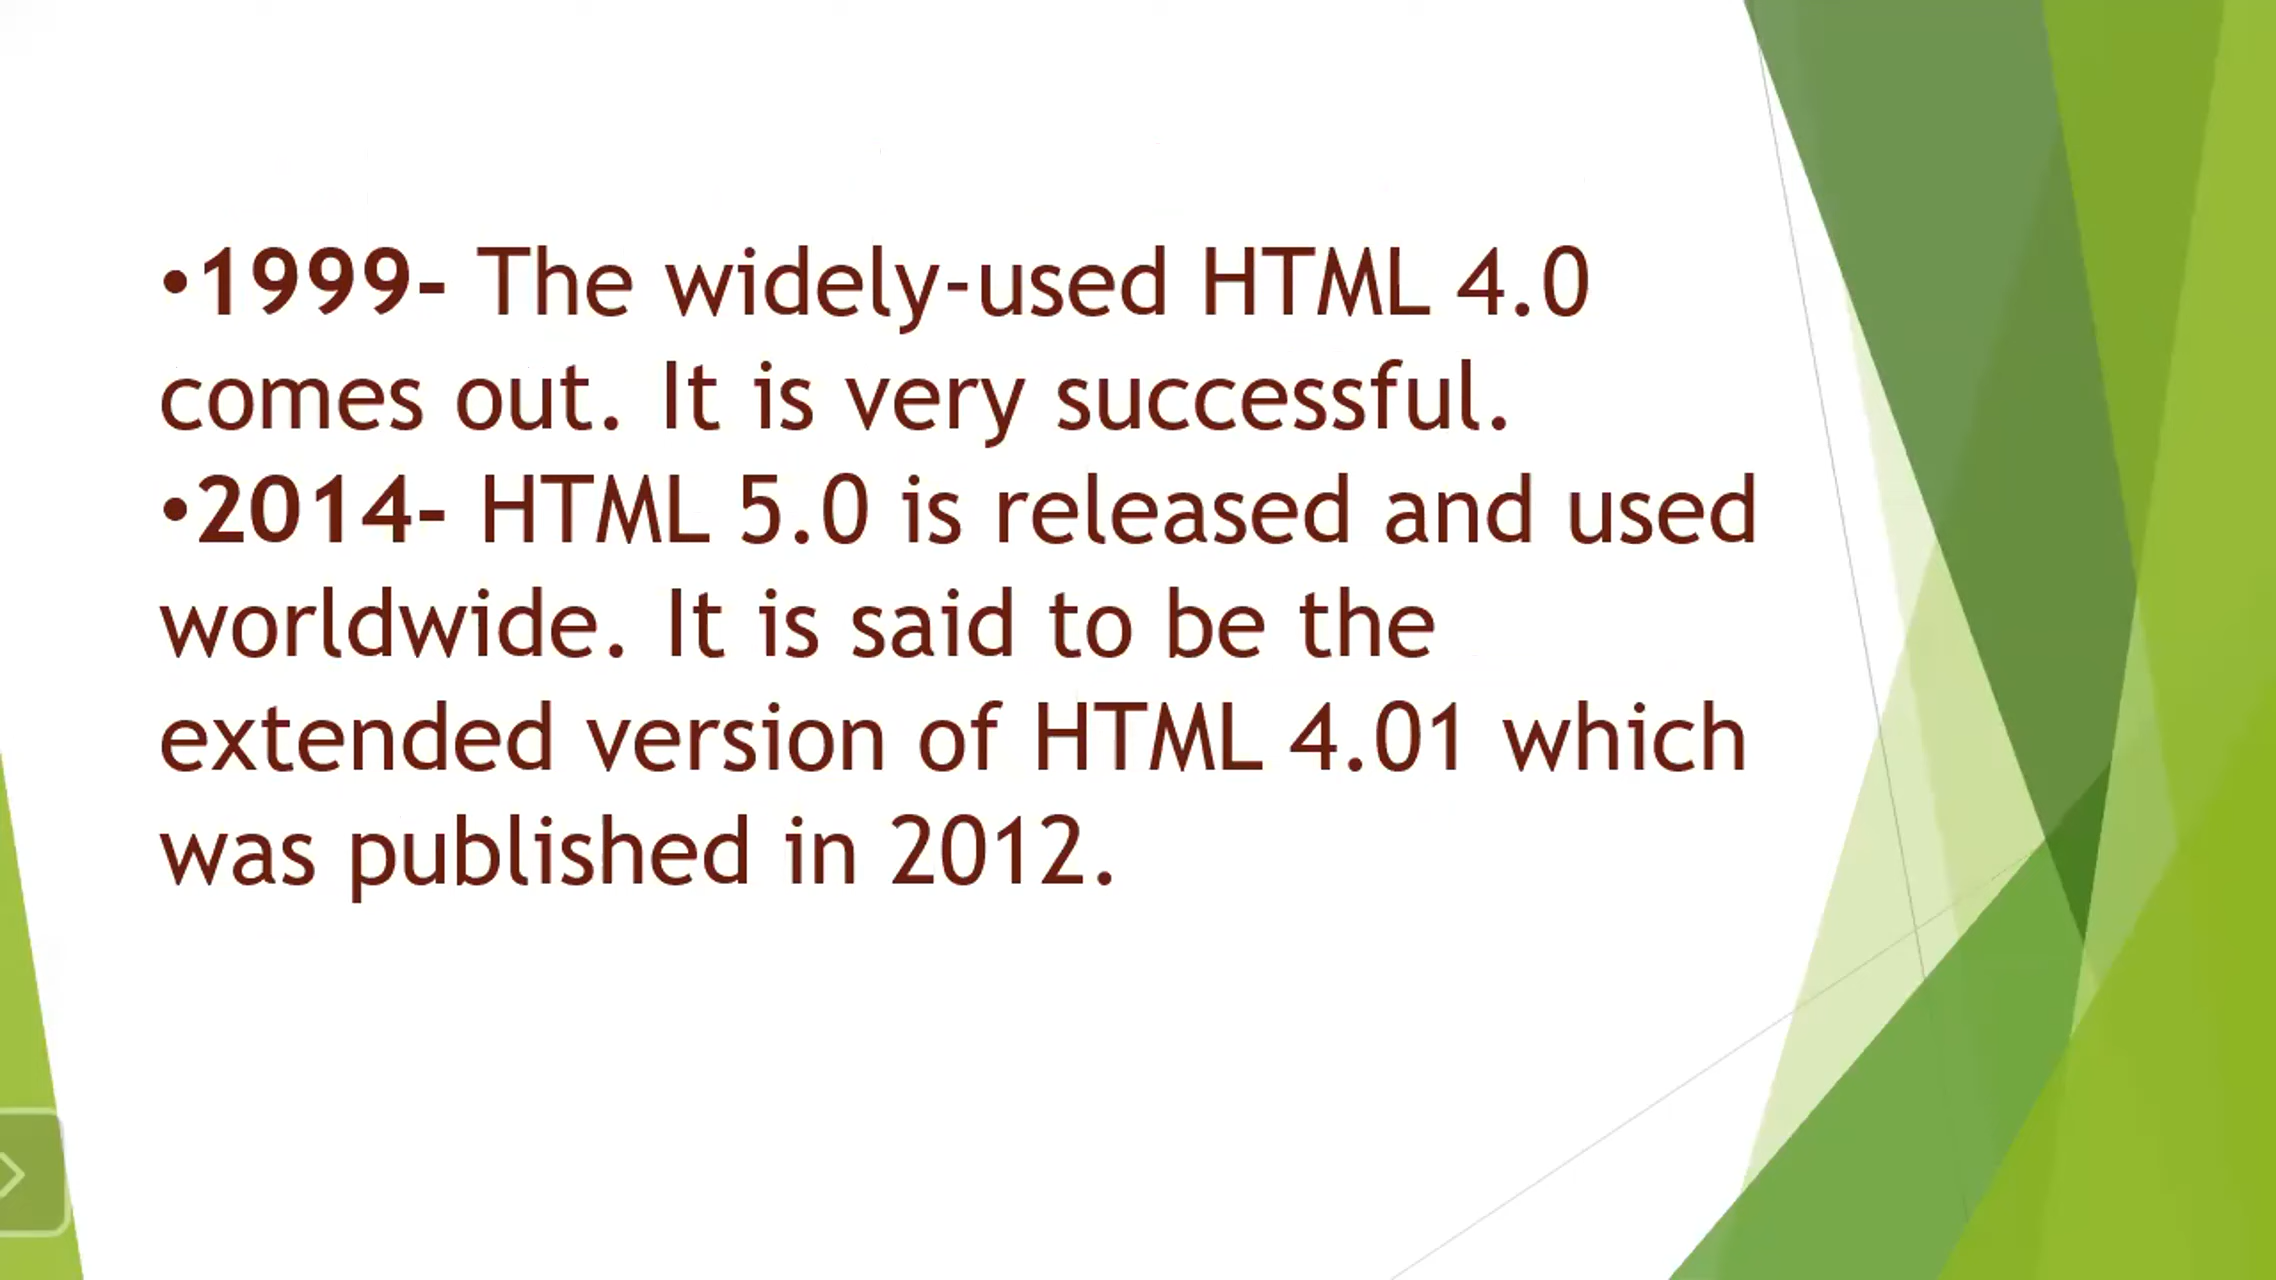 •1999- The widely-used HTML 4.0
comes out. It is very successful.
•2014- HTML 5.0 is released and used
worldwide. It is said to be the
extended version of HTML 4.01 which
was published in 2012.